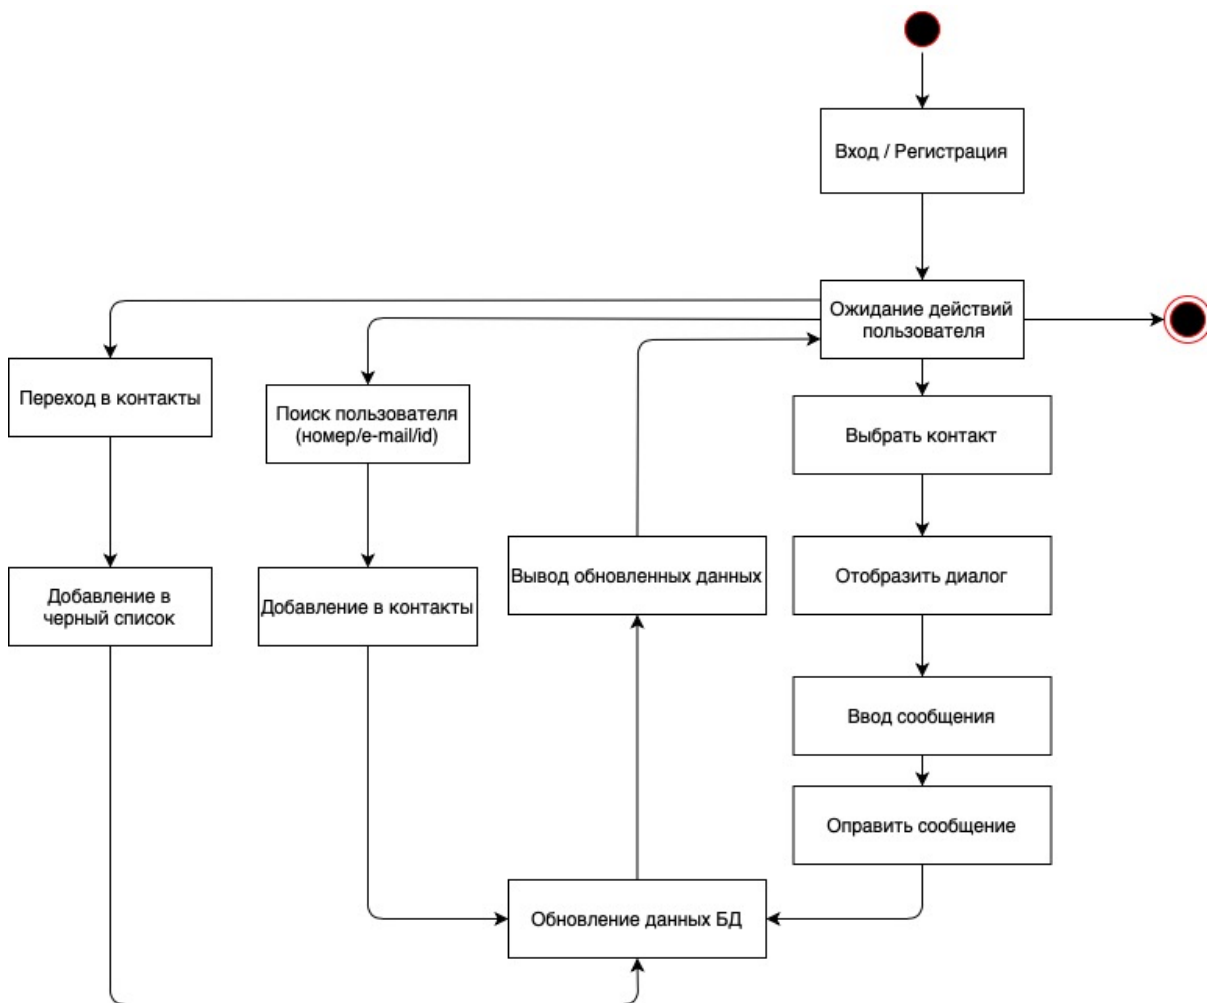 Вход / Регистрация
Ожидание действий
пользователя
Переход в контакты
Поиск пользователя
(номер/e-mail/id)
Выбрать контакт
Добавление в
черный список
Добавление в контакты
Вывод обновленных данных
Отобразить диалог
Ввод сообщения
Оправить сообщение
Обновление данных БД